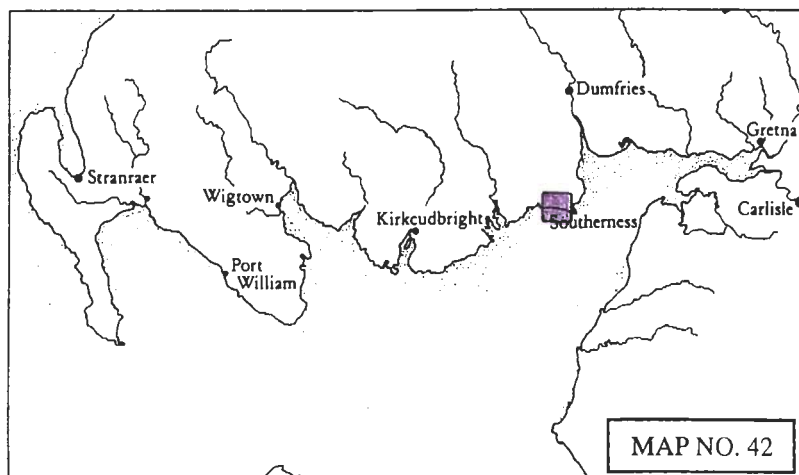 Dumfries
Gretna
Stranraer
Wigtown
Kirkcudbright
Southerness
Carlisle
Port
William
MAP NO. 42